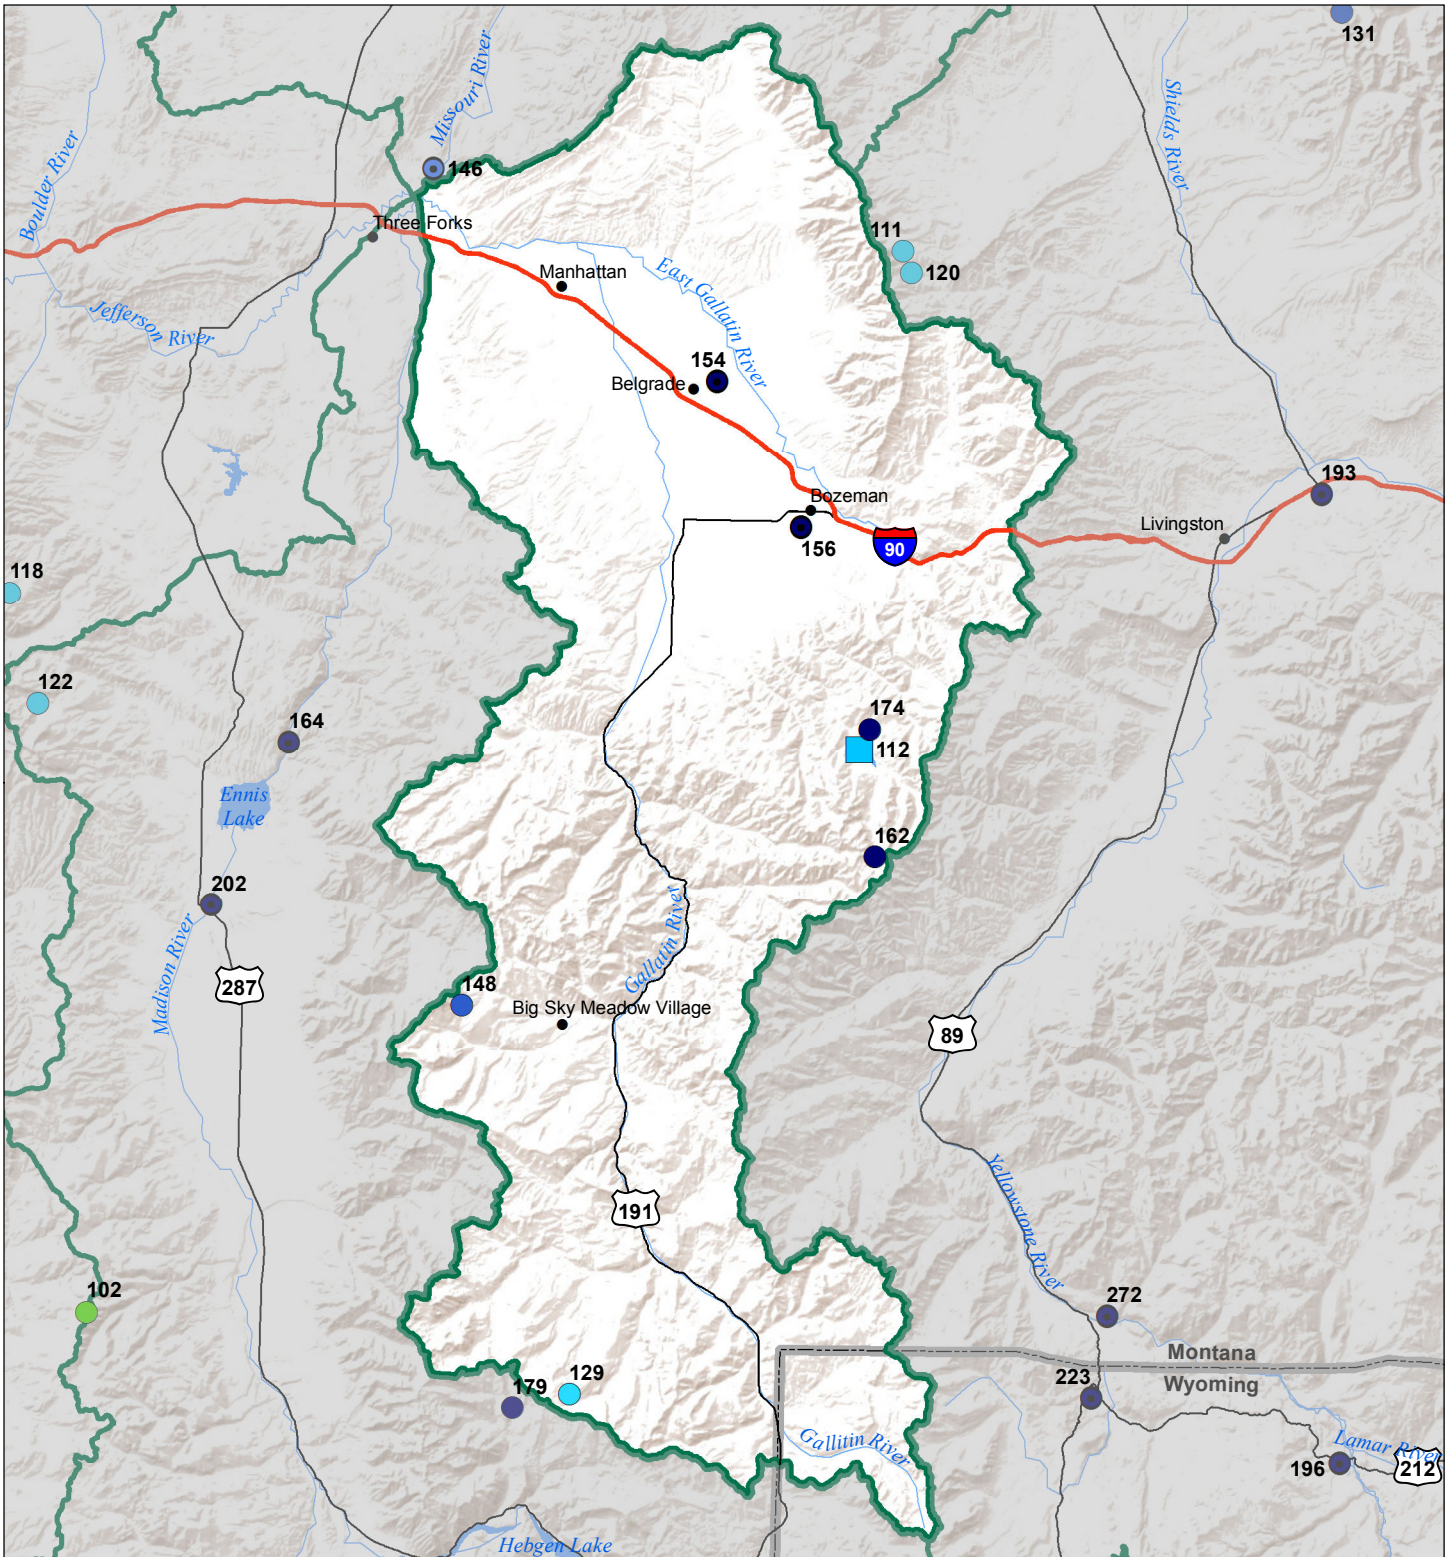 131
Missouri River
Shields River
Boulder River
146
Three Forks
111
120
Manhattan
East Gallatin River
Jefferson River
154
Belgrade
193
Bozeman
Livingston
156
90
118
122
164
174
112
Ennis
Lake
162
202
Gallatin River
Madison River
287
148
Big Sky Meadow Village
89
Yellowstone River
191
102
272
Montana
Wyoming
223
179
129
Gallitin River
Lamar River
196
212
Hebgen Lake